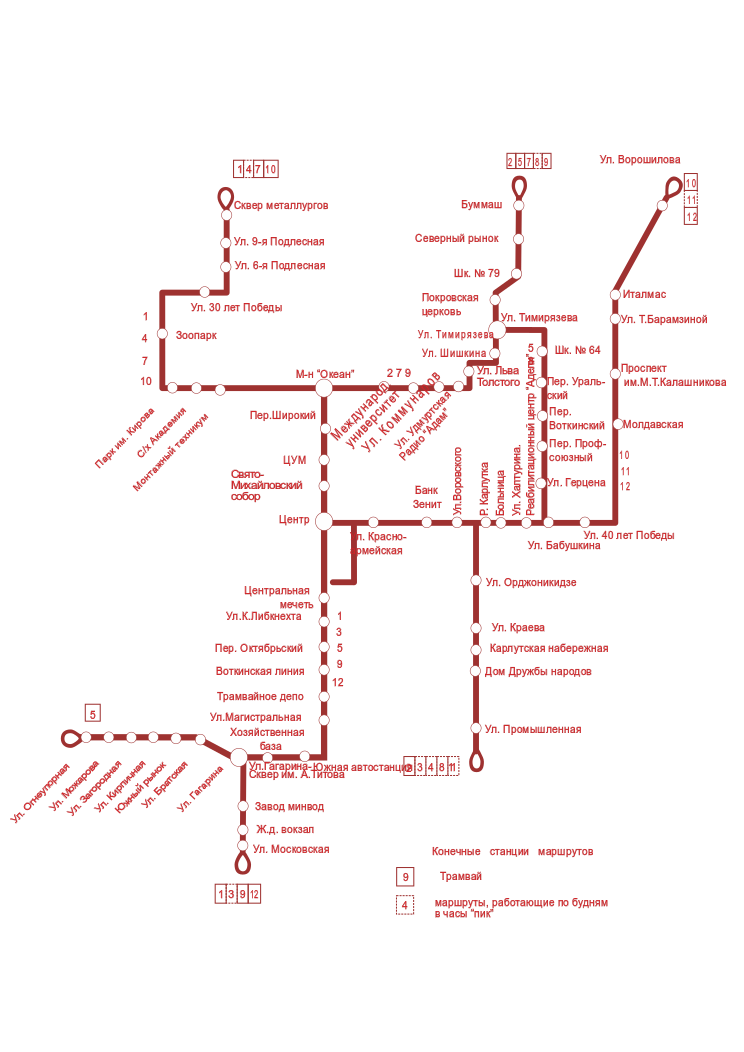 1 4 7 10
Сквер металлургов
Ул. 9-я Подлесная
Ул. 6-я Подлесная
Ул. 30 лет Победы
1
4
7
10
Зоопарк
Парк им. Кирова
С/х Академия
Монтажный техникум
М-н "Океан"
2 7 9
Международ.
университет
Ул. Коммунаров
Ул. Удмуртская
Радио "Адам"
Ул. Льва
Толстого
2 5 7 8 9
Буммаш
Северный рынок
Шк. № 79
Покровская
церковь
Ул. Тимирязева
Ул. Тимирязева
Ул. Шишкина
5
Шк. № 64
Пер. Ураль-
ский
Пер.
Воткинский
Пер. Проф-
союзный
Ул. Герцена
Ул. Ворошилова
10
11
12
Италмас
Ул. Т.Барамзиной
Проспект
им.М.Т.Калашникова
Молдавская
10
11
12
Пер.Широкий
ЦУМ
Свято-
Михайловский
собор
Центр
Ул. Красно-
армейская
Банк
Зенит
Ул.Воровского
Р. Карлутка
Больница
Ул. Халтурина.
Реабилитационный центр "Адели"
Ул. Бабушкина
Ул. 40 лет Победы
Центральная
мечеть
Ул.К.Либкнехта
Пер. Октябрьский
Воткинская линия
Трамвайное депо
Ул.Магистральная
Хозяйственная
база
1
3
5
9
12
Ул. Орджоникидзе
Ул. Краева
Карлутская набережная
Дом Дружбы народов
Ул. Промышленная
2 3 4 8 11
Ул.Гагарина-Южная автостанция
Сквер им. А.Титова
5
Ул. Огнеупорная
Ул. Можарова
Ул. Загородная
Ул. Кирпичная
Южный рынок
Ул. Братская
Ул. Гагарина
Завод минвод
Ж.д. вокзал
Ул. Московская
1 3 9 12
Конечные станции маршрутов
9 Трамвай
4 маршруты, работающие по будням
в часы "пик"